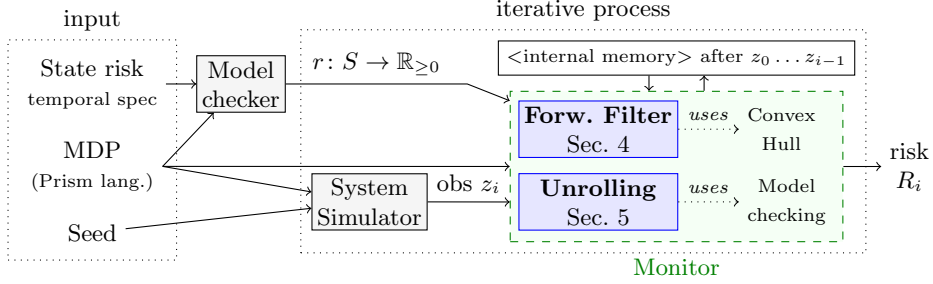 iterative process
input
<internal memory> after z₀ … zᵢ₋₁
State risk
temporal spec
Model
checker
r: S → ℝ≥0
Forw. Filter
Sec. 4
uses
Convex
Hull
MDP
(Prism lang.)
risk
Rᵢ
System
Simulator
obs zᵢ
Unrolling
Sec. 5
uses
Model
checking
Seed
Monitor